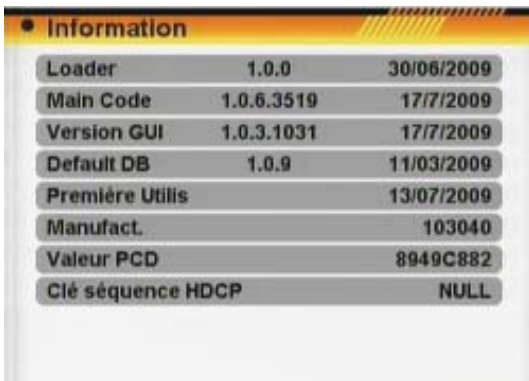 Information
Loader 1.0.0 30/06/2009
Main Code 1.0.6.3519 17/7/2009
Version GUI 1.0.3.1031 17/7/2009
Default DB 1.0.9 11/03/2009
Premiére Utilis 13/07/2009
Manufact. 103040
Valeur PCD 8949C882
Clé séquence HDCP NULL